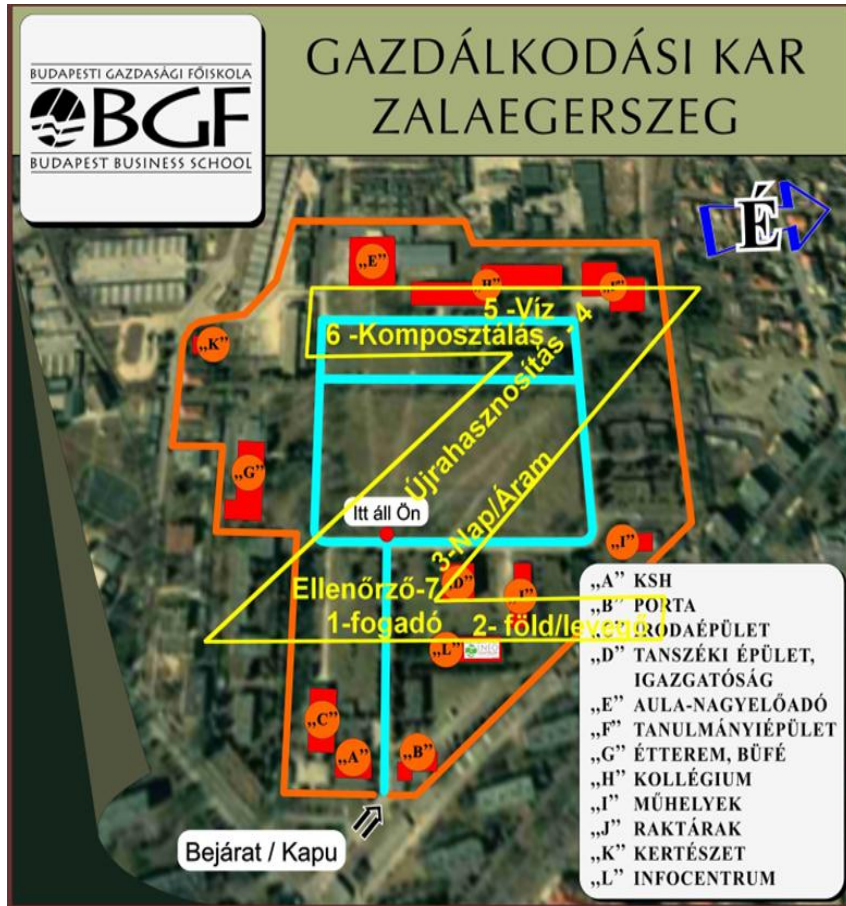 BUDAPESTI GAZDASÁGI FŐISKOLA
BGF
BUDAPEST BUSINESS SCHOOL
GAZDÁLKODÁSI KAR
ZALAEGERSZEG
É
„E”
„H”
„F”
5 -Víz
6 -Komposztálás
Újrahasznosítás - 4
„K”
„G”
Itt áll Ön
3-Nap/Áram
„I”
„D”
„J”
Ellenőrző-7
1-fogadó
2- föld/levegő
„L”
INFO
„C”
„A”
„B”
Bejárat / Kapu
„A” KSH
„B” PORTA
„C” IRODAÉPÜLET
„D” TANSZÉKI ÉPÜLET,
IGAZGATÓSÁG
„E” AULA-NAGYELŐADÓ
„F” TANULMÁNYIÉPÜLET
„G” ÉTTEREM, BÜFÉ
„H” KOLLÉGIUM
„I” MŰHELYEK
„J” RAKTÁRAK
„K” KERTÉSZET
„L” INFOCENTRUM